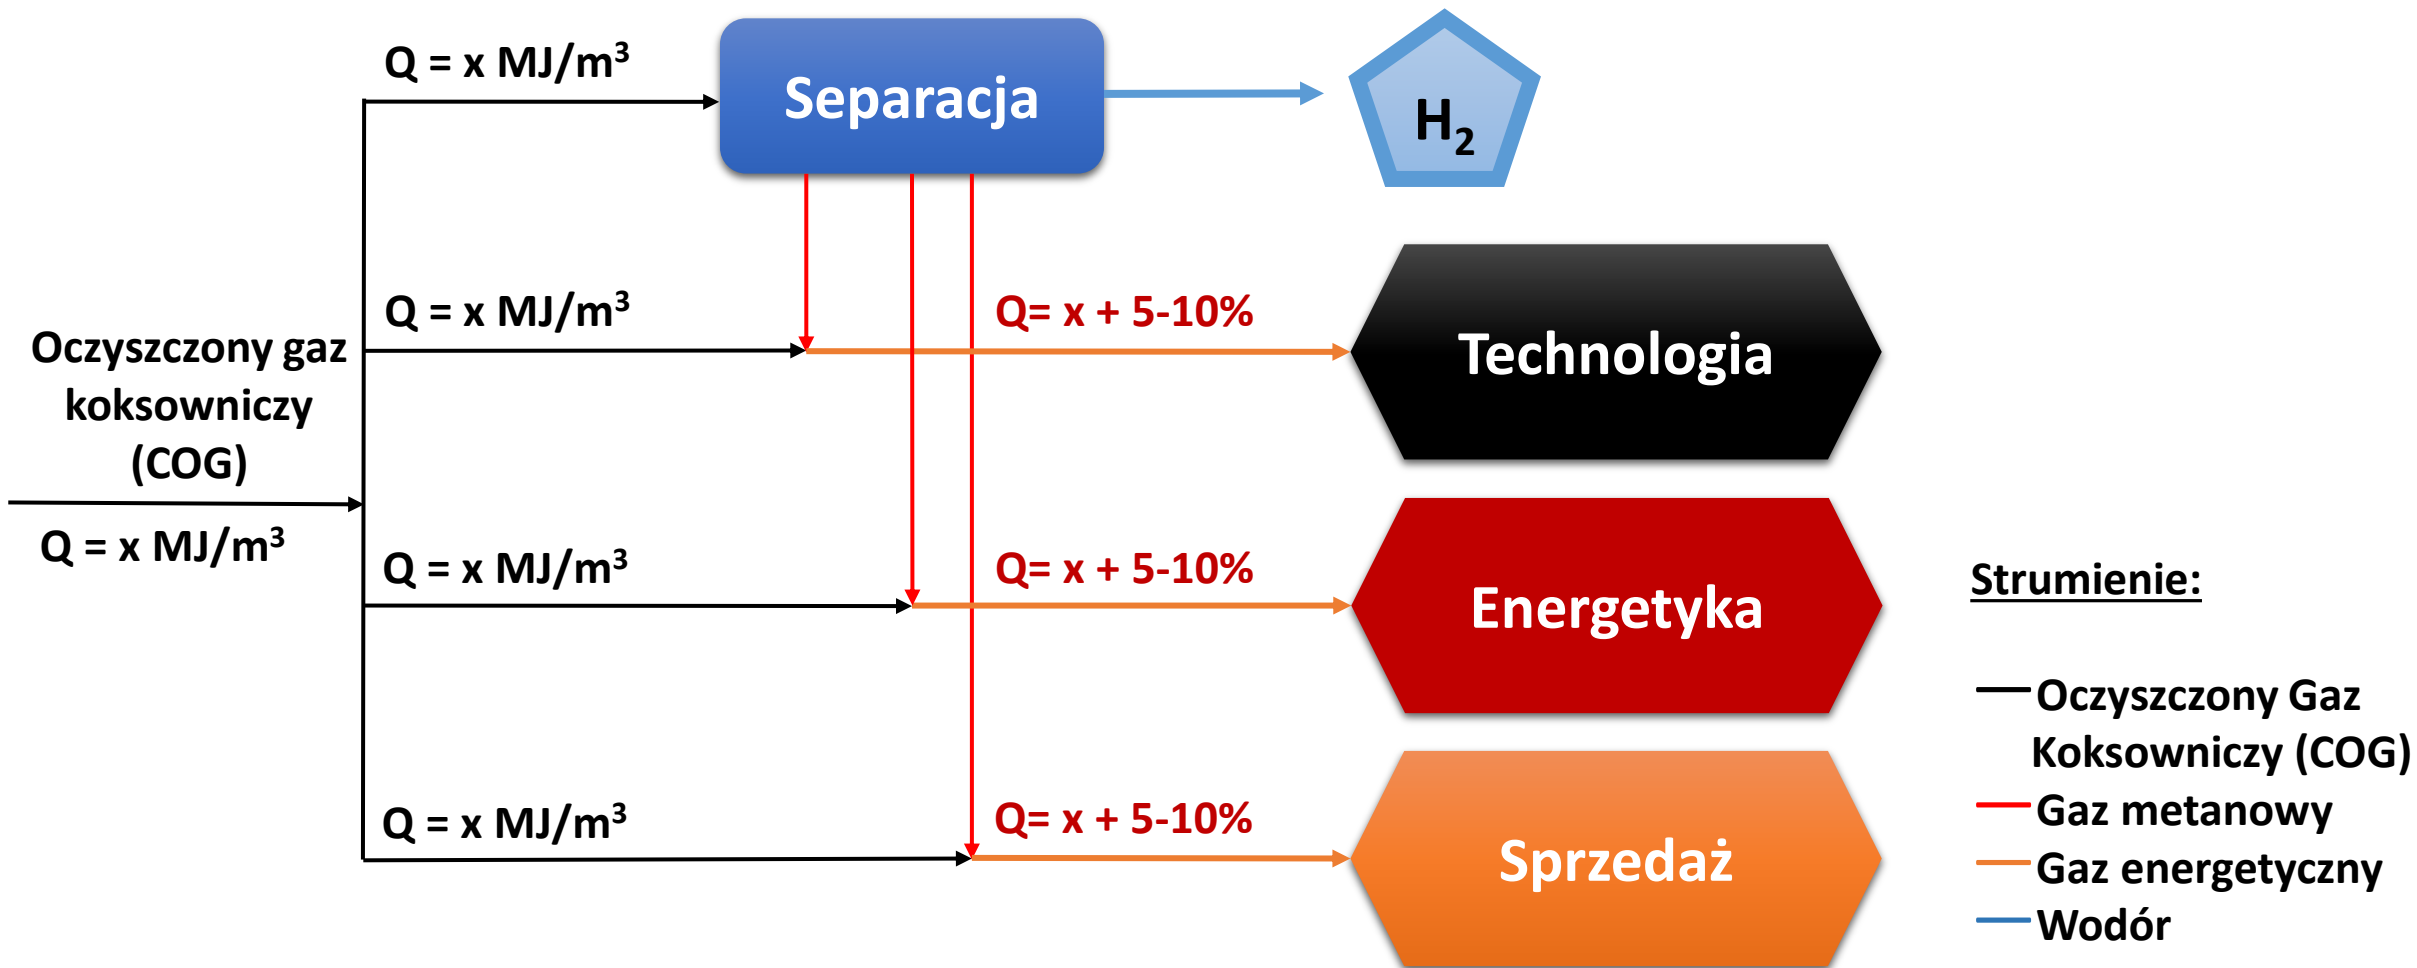 Q = x MJ/m³
Separacja
H₂
Q = x MJ/m³
Q= x + 5-10%
Technologia
Oczyszczony gaz
koksowniczy
(COG)
Q = x MJ/m³
Q = x MJ/m³
Q= x + 5-10%
Energetyka
Q = x MJ/m³
Q= x + 5-10%
Sprzedaż
Strumienie:
Oczyszczony Gaz
Koksowniczy (COG)
Gaz metanowy
Gaz energetyczny
Wodór